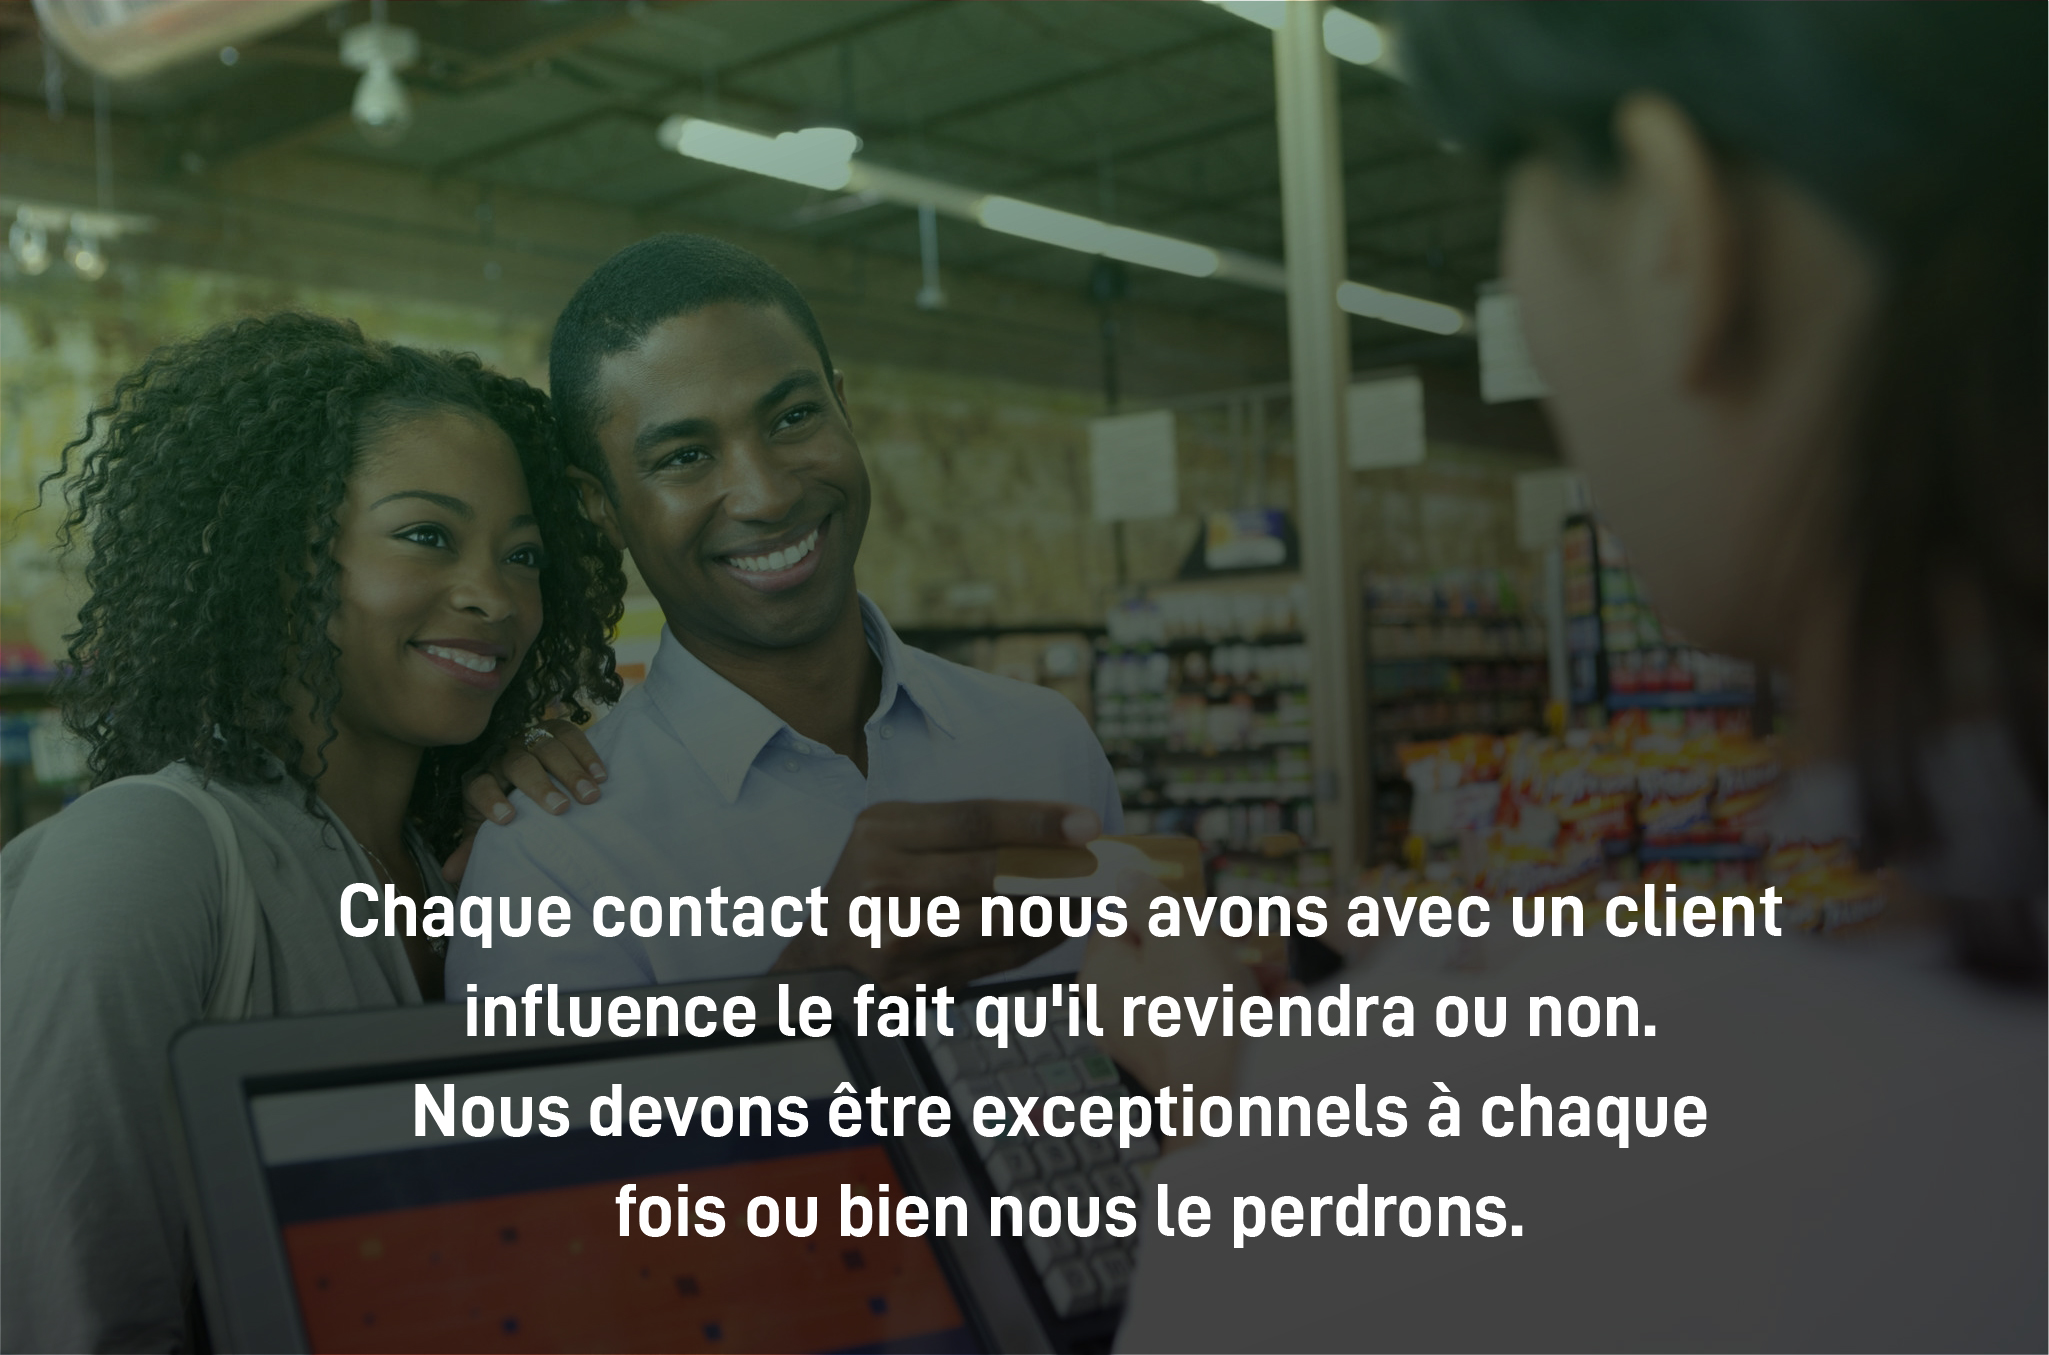 Chaque contact que nous avons avec un client
influence le fait qu'il reviendra ou non.
Nous devons être exceptionnels à chaque
fois ou bien nous le perdrons.